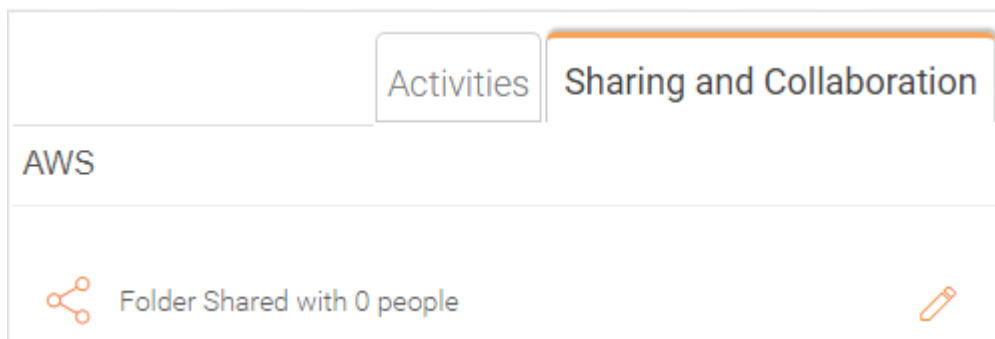 Activities
Sharing and Collaboration
AWS
Folder Shared with 0 people